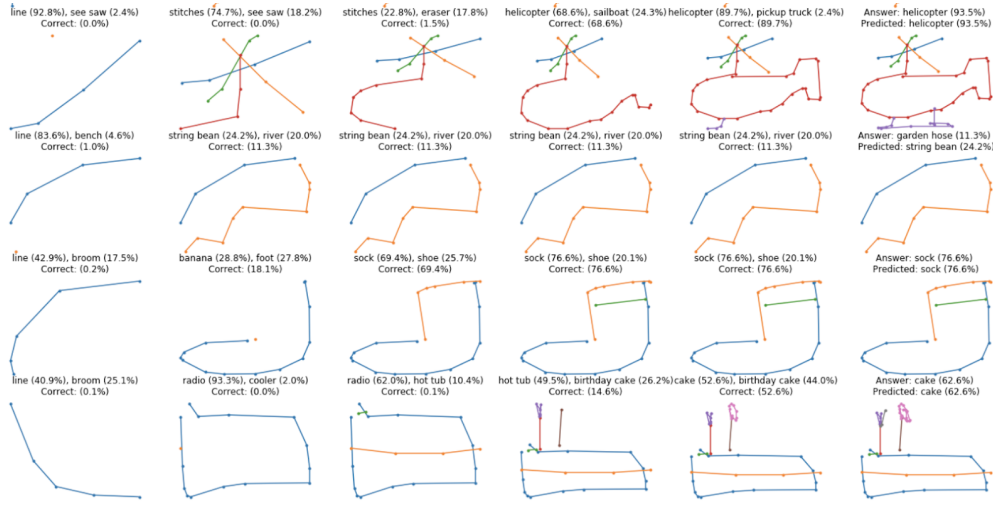 line (92.8%), see saw (2.4%)
Correct: (0.0%)
stitches (74.7%), see saw (18.2%)
Correct: (0.0%)
stitches (22.8%), eraser (17.8%)
Correct: (1.5%)
helicopter (68.6%), sailboat (24.3%)
Correct: (68.6%)
helicopter (89.7%), pickup truck (2.4%)
Correct: (89.7%)
Answer: helicopter (93.5%)
Predicted: helicopter (93.5%)
line (83.6%), bench (4.6%)
Correct: (1.0%)
string bean (24.2%), river (20.0%)
Correct: (11.3%)
string bean (24.2%), river (20.0%)
Correct: (11.3%)
string bean (24.2%), river (20.0%)
Correct: (11.3%)
string bean (24.2%), river (20.0%)
Correct: (11.3%)
Answer: garden hose (11.3%)
Predicted: string bean (24.2%)
line (42.9%), broom (17.5%)
Correct: (0.2%)
banana (28.8%), foot (27.8%)
Correct: (18.1%)
sock (69.4%), shoe (25.7%)
Correct: (69.4%)
sock (76.6%), shoe (20.1%)
Correct: (76.6%)
sock (76.6%), shoe (20.1%)
Correct: (76.6%)
Answer: sock (76.6%)
Predicted: sock (76.6%)
line (40.9%), broom (25.1%)
Correct: (0.1%)
radio (93.3%), cooler (2.0%)
Correct: (0.0%)
radio (62.0%), hot tub (10.4%)
Correct: (0.1%)
hot tub (49.5%), birthday cake (26.2%)
Correct: (14.6%)
cake (52.6%), birthday cake (44.0%)
Correct: (52.6%)
Answer: cake (62.6%)
Predicted: cake (62.6%)